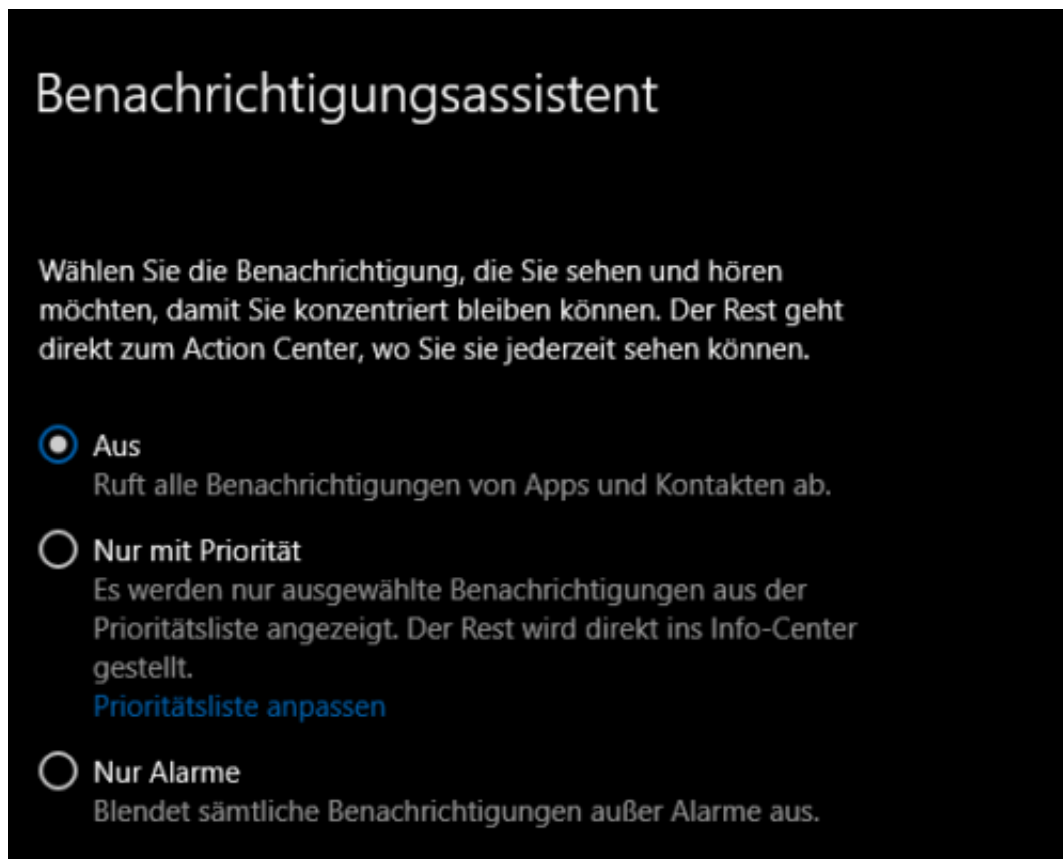 Benachrichtigungsassistent
Wählen Sie die Benachrichtigung, die Sie sehen und hören
möchten, damit Sie konzentriert bleiben können. Der Rest geht
direkt zum Action Center, wo Sie sie jederzeit sehen können.
Aus
Ruft alle Benachrichtigungen von Apps und Kontakten ab.
Nur mit Priorität
Es werden nur ausgewählte Benachrichtigungen aus der
Prioritätsliste angezeigt. Der Rest wird direkt ins Info-Center
gestellt.
Prioritätsliste anpassen
Nur Alarme
Blendet sämtliche Benachrichtigungen außer Alarme aus.